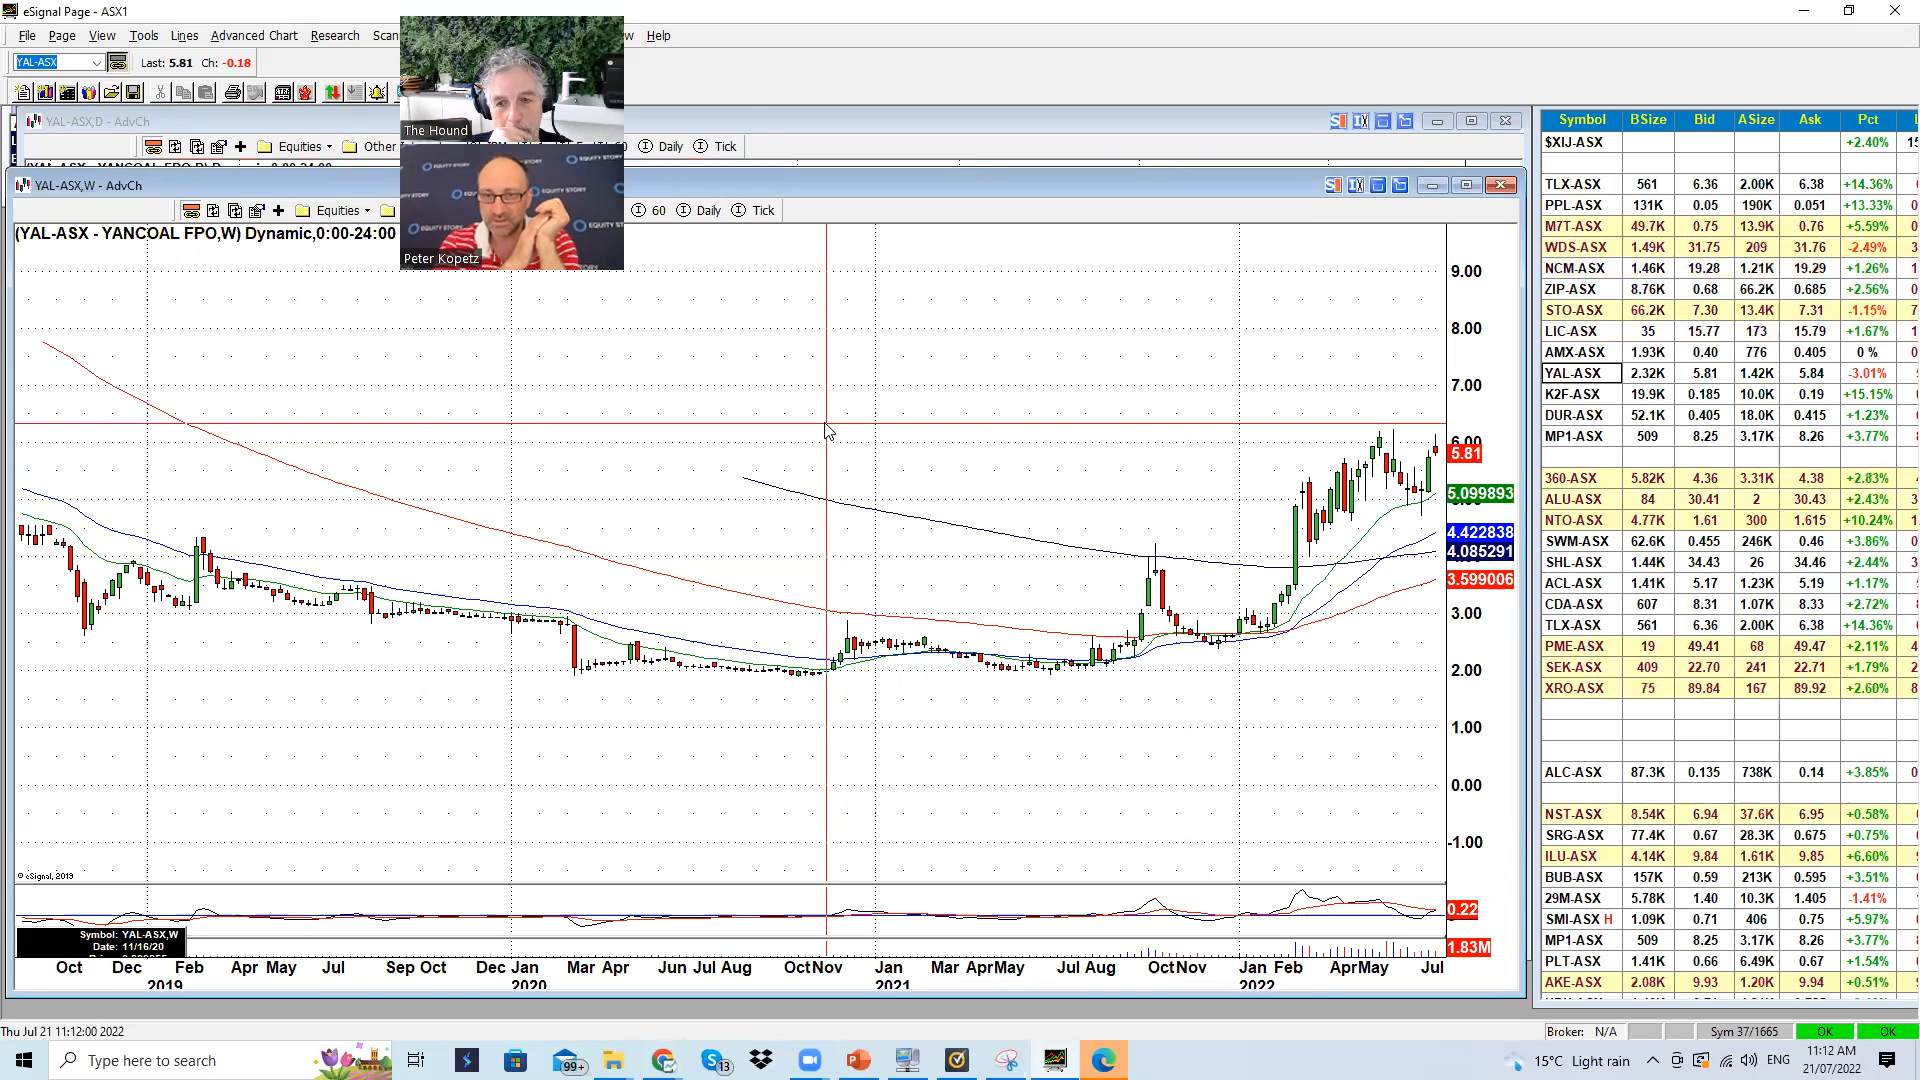 eSignal Page - ASX1
File Page View Tools Lines Advanced Chart Research Scan w Help
YAL-ASX Last: 5.81 Ch: -0.18
The Hound
YAL-ASX,D - AdvCh
Equities Other Daily Tick
YAL-ASX,W - AdvCh
Equities 60 Daily Tick
(YAL-ASX - YANCOAL FPO,W) Dynamic,0:00-24:00
EQUITY STORY
Peter Kopetz
9.00
8.00
7.00
6.00
5.81
5.099893
4.422838
4.085291
3.599006
3.00
2.00
1.00
0.00
-1.00
© eSignal, 2019
0.22
Symbol: YAL-ASX,W
Date: 11/16/20
1.83M
Oct Dec Feb Apr May Jul Sep Oct Dec Jan Mar Apr Jun Jul Aug Oct Nov Jan Mar Apr May Jul Aug Oct Nov Jan Feb Apr May Jul
2019 2020 2021 2022
Symbol BSize Bid ASize Ask Pct L
$XIJ-ASX +2.40% 15
TLX-ASX 561 6.36 2.00K 6.38 +14.36%
PPL-ASX 131K 0.05 190K 0.051 +13.33%
M7T-ASX 49.7K 0.75 13.9K 0.76 +5.59%
WDS-ASX 1.49K 31.75 209 31.76 -2.49% 3
NCM-ASX 1.46K 19.28 1.21K 19.29 +1.26% 1
ZIP-ASX 8.76K 0.68 66.2K 0.685 +2.56% 0
STO-ASX 66.2K 7.30 13.4K 7.31 -1.15% 7
LIC-ASX 35 15.77 173 15.79 +1.67% 1
AMX-ASX 1.93K 0.40 776 0.405 0 % 0
YAL-ASX 2.32K 5.81 1.42K 5.84 -3.01%
K2F-ASX 19.9K 0.185 10.0K 0.19 +15.15% 0
DUR-ASX 52.1K 0.405 18.0K 0.415 +1.23% 0
MP1-ASX 509 8.25 3.17K 8.26 +3.77%
360-ASX 5.82K 4.36 3.31K 4.38 +2.83%
ALU-ASX 84 30.41 2 30.43 +2.43% 3
NTO-ASX 4.77K 1.61 300 1.615 +10.24%
SWM-ASX 62.6K 0.455 246K 0.46 +3.86% 0
SHL-ASX 1.44K 34.43 26 34.46 +2.44% 3
ACL-ASX 1.41K 5.17 1.23K 5.19 +1.17%
CDA-ASX 607 8.31 1.07K 8.33 +2.72%
TLX-ASX 561 6.36 2.00K 6.38 +14.36%
PME-ASX 19 49.41 68 49.47 +2.11% 4
SEK-ASX 409 22.70 241 22.71 +1.79% 2
XRO-ASX 75 89.84 167 89.92 +2.60%
ALC-ASX 87.3K 0.135 738K 0.14 +3.85% 0
NST-ASX 8.54K 6.94 37.6K 6.95 +0.58%
SRG-ASX 77.4K 0.67 28.3K 0.675 +0.75% 0
ILU-ASX 4.14K 9.84 1.61K 9.85 +6.60%
BUB-ASX 157K 0.59 213K 0.595 +3.51% 0
29M-ASX 5.78K 1.40 10.3K 1.405 -1.41%
SMI-ASX H 1.09K 0.71 406 0.75 +5.97% 0
MP1-ASX 509 8.25 3.17K 8.26 +3.77%
PLT-ASX 1.41K 0.66 6.49K 0.67 +1.54% 0
AKE-ASX 2.08K 9.93 1.20K 9.94 +0.51%
Thu Jul 21 11:12:00 2022
Broker: N/A Sym 37/1665 OK OK
Type here to search 99+ 13 15°C Light rain ENG 11:12 AM
21/07/2022